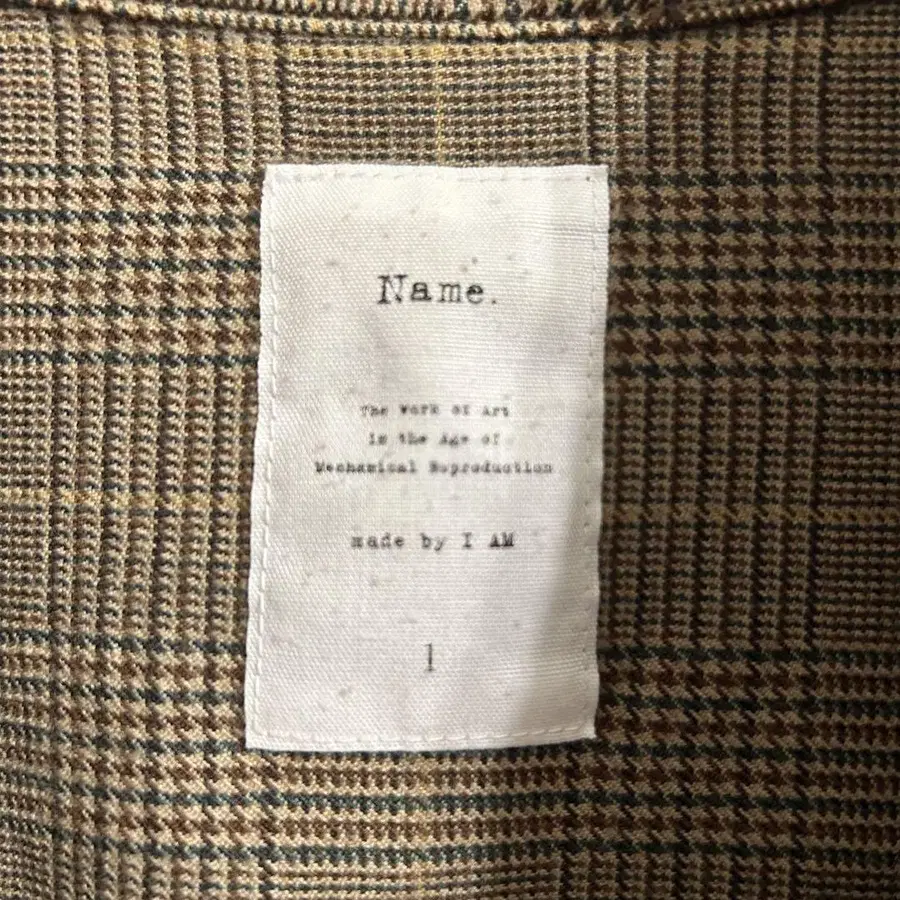 Name.
The Work of Art
in the Age of
Mechanical Reproduction
made by I AM
1